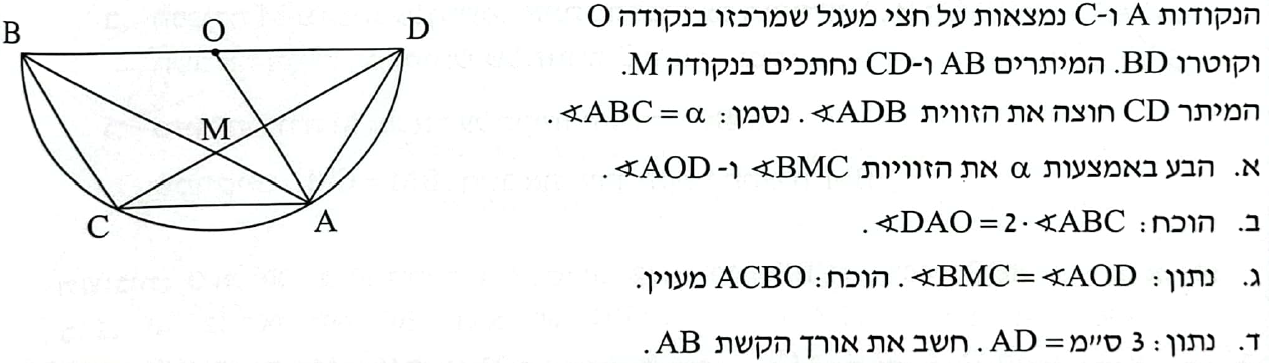 הנקודות A ו-C נמצאות על חצי מעגל שמרכזו בנקודה O
וקוטרו BD. המיתרים AB ו-CD נחתכים בנקודה M.
המיתר CD חוצה את הזווית ∢ADB. נסמן: ∢ABC = α.
א. הבע באמצעות α את הזוויות ∢BMC ו- ∢AOD.
ב. הוכח: ∢DAO = 2·∢ABC.
ג. נתון: ∢BMC = ∢AOD. הוכח: ACBO מעוין.
ד. נתון: 3 ס״מ = AD. חשב את אורך הקשת AB.
B O D
M
C A